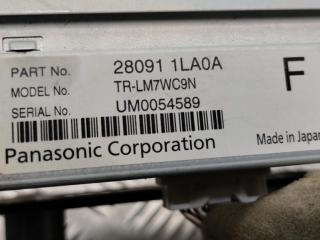 PART No. 28091 1LA0A F
MODEL No. TR-LM7WC9N
SERIAL No. UM0054589
Panasonic Corporation Made in Japan